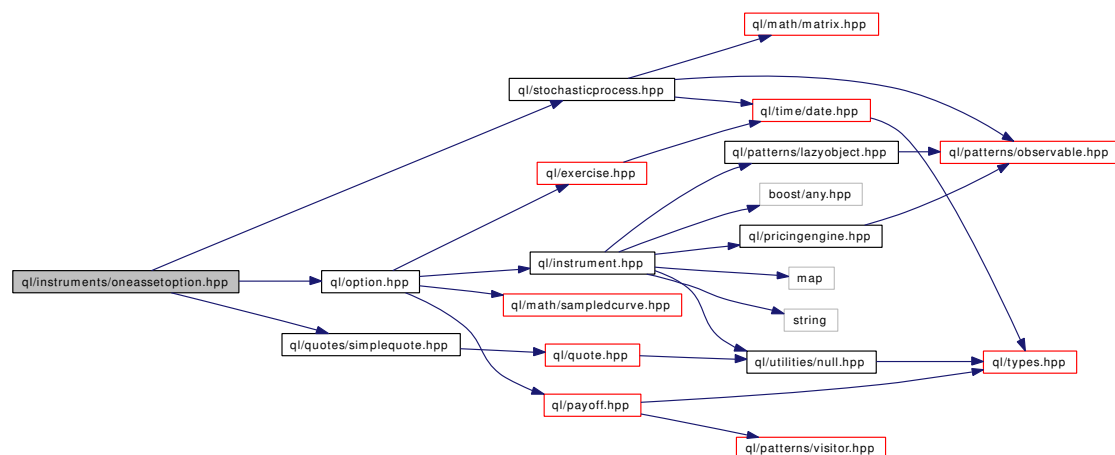 ql/math/matrix.hpp
ql/stochasticprocess.hpp
ql/time/date.hpp
ql/patterns/lazyobject.hpp
ql/patterns/observable.hpp
ql/exercise.hpp
boost/any.hpp
ql/pricingengine.hpp
ql/instrument.hpp
ql/instruments/oneassetoption.hpp
ql/option.hpp
map
ql/math/sampledcurve.hpp
string
ql/quotes/simplequote.hpp
ql/quote.hpp
ql/utilities/null.hpp
ql/types.hpp
ql/payoff.hpp
ql/patterns/visitor.hpp